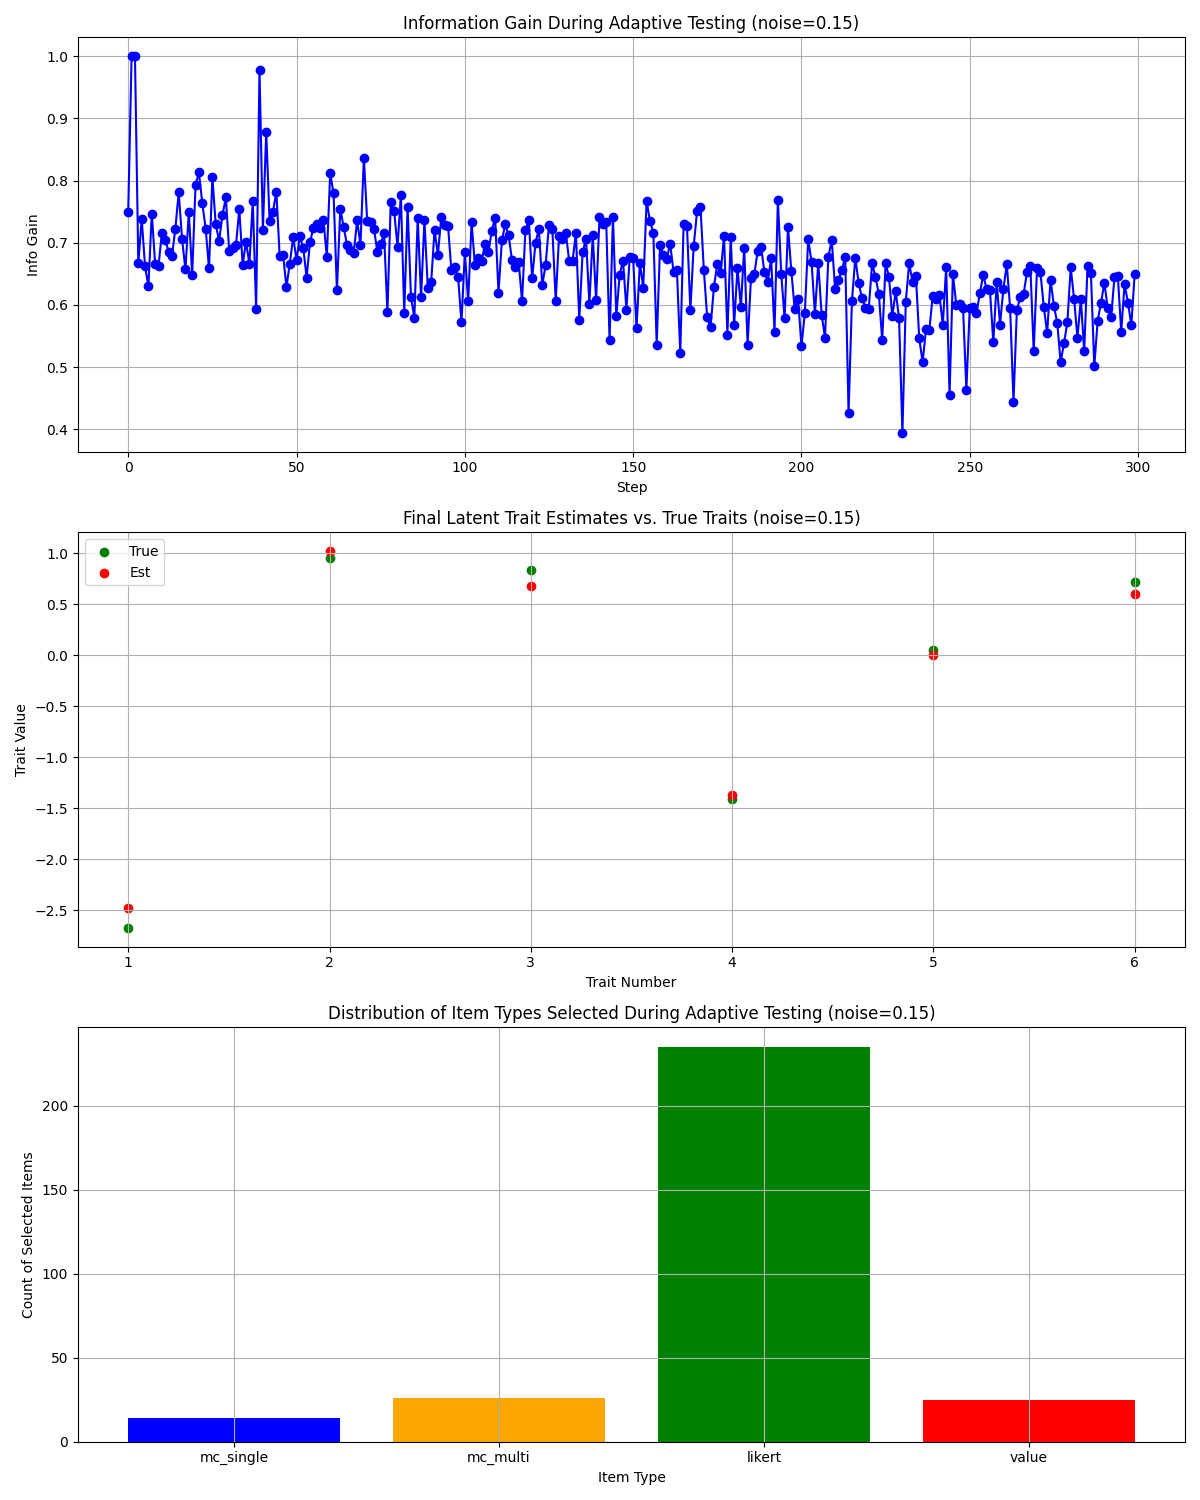 Information Gain During Adaptive Testing (noise=0.15)
1.0
0.9
0.8
0.7
0.6
0.5
0.4
Info Gain
0 50 100 150 200 250 300
Step
Final Latent Trait Estimates vs. True Traits (noise=0.15)
True
Est
1.0
0.5
0.0
−0.5
−1.0
−1.5
−2.0
−2.5
Trait Value
1 2 3 4 5 6
Trait Number
Distribution of Item Types Selected During Adaptive Testing (noise=0.15)
200
150
100
50
0
Count of Selected Items
mc_single mc_multi likert value
Item Type